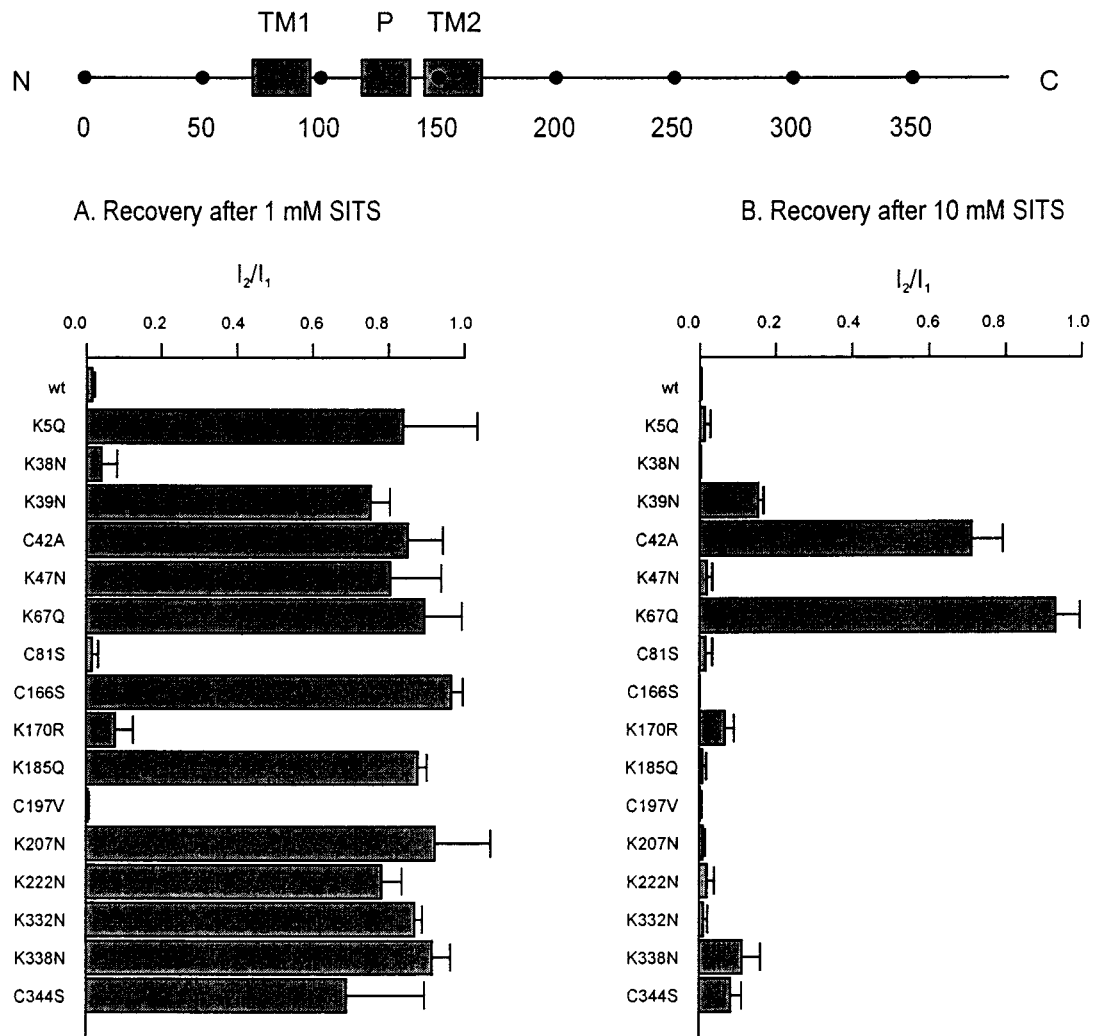 TM1 P TM2
N C
0 50 100 150 200 250 300 350
A. Recovery after 1 mM SITS
B. Recovery after 10 mM SITS
I₂/I₁
I₂/I₁
0.0 0.2 0.4 0.6 0.8 1.0
0.0 0.2 0.4 0.6 0.8 1.0
wt
K5Q
K38N
K39N
C42A
K47N
K67Q
C81S
C166S
K170R
K185Q
C197V
K207N
K222N
K332N
K338N
C344S
wt
K5Q
K38N
K39N
C42A
K47N
K67Q
C81S
C166S
K170R
K185Q
C197V
K207N
K222N
K332N
K338N
C344S